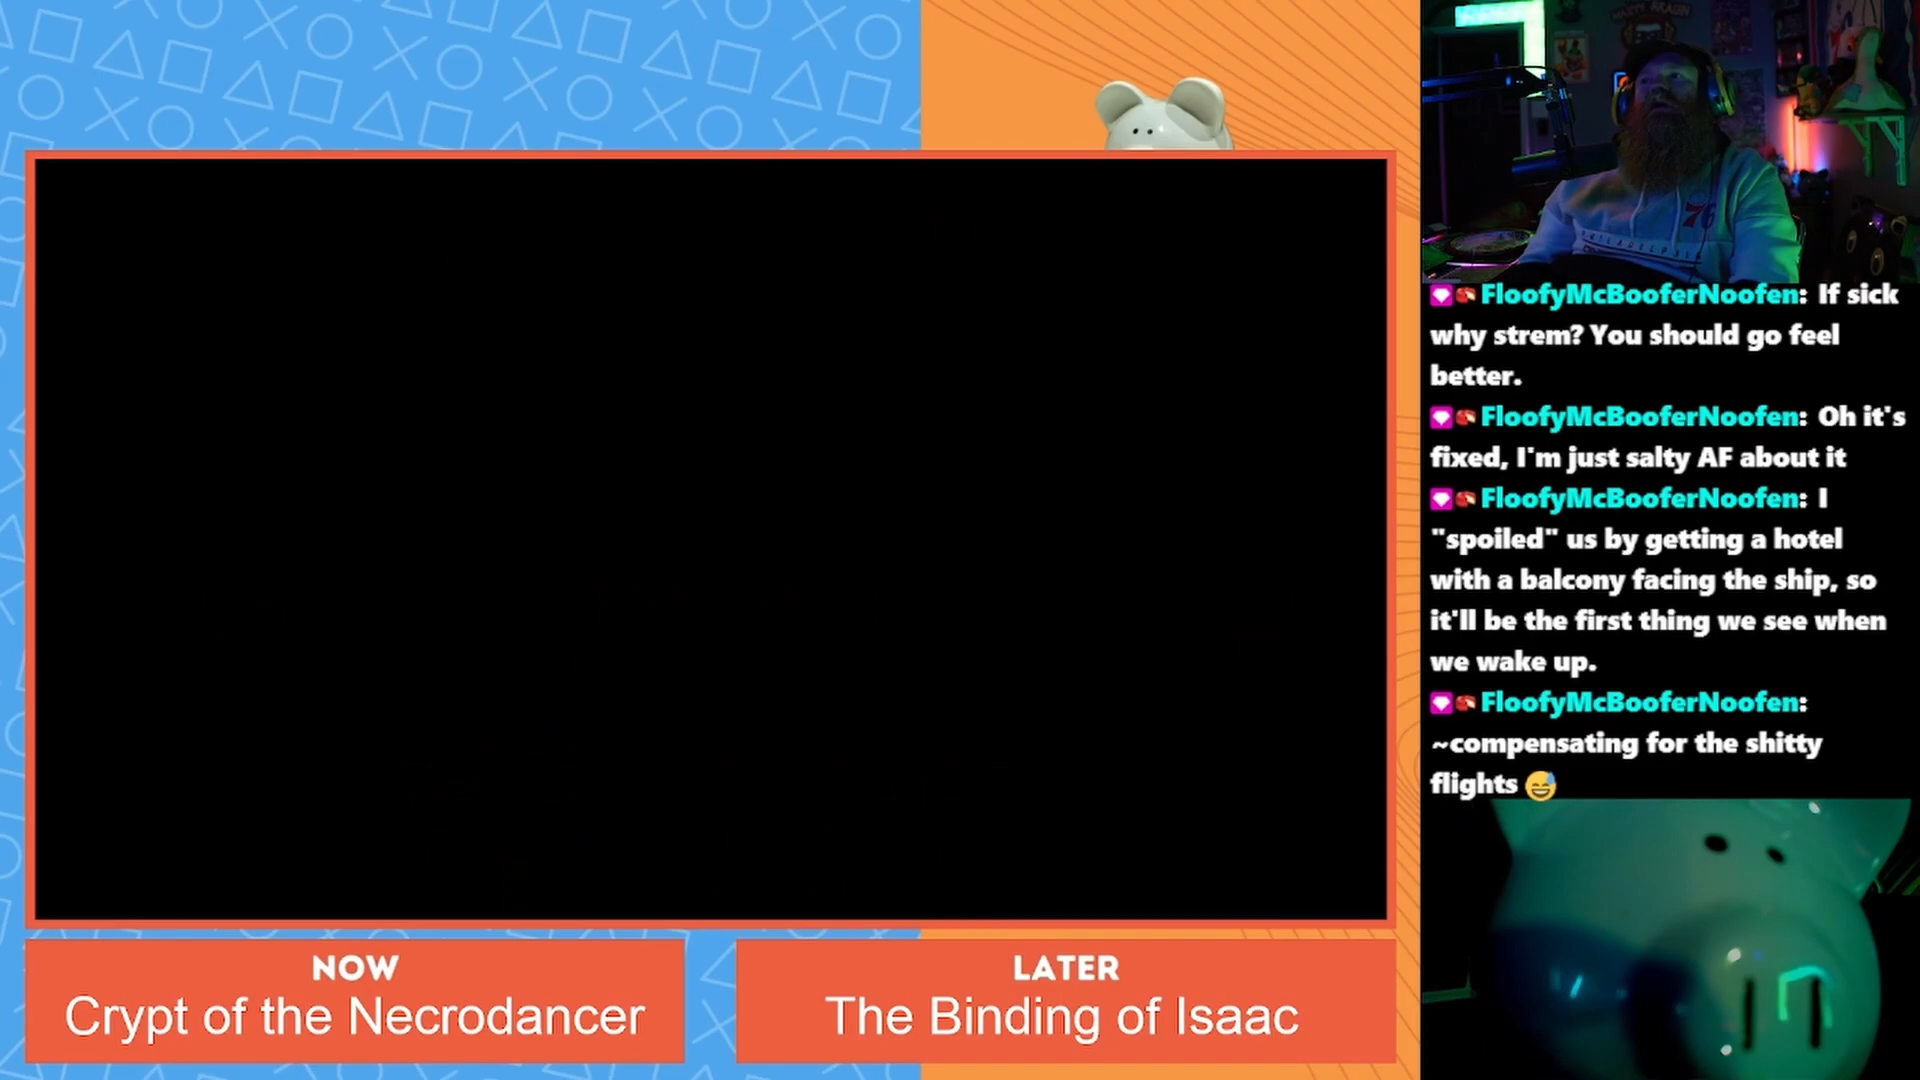 FloofyMcBooferNoofen: If sick
why strem? You should go feel
better.
FloofyMcBooferNoofen: Oh it's
fixed, I'm just salty AF about it
FloofyMcBooferNoofen: I
"spoiled" us by getting a hotel
with a balcony facing the ship, so
it'll be the first thing we see when
we wake up.
FloofyMcBooferNoofen:
~compensating for the shitty
flights 😅
NOW
Crypt of the Necrodancer
LATER
The Binding of Isaac
76